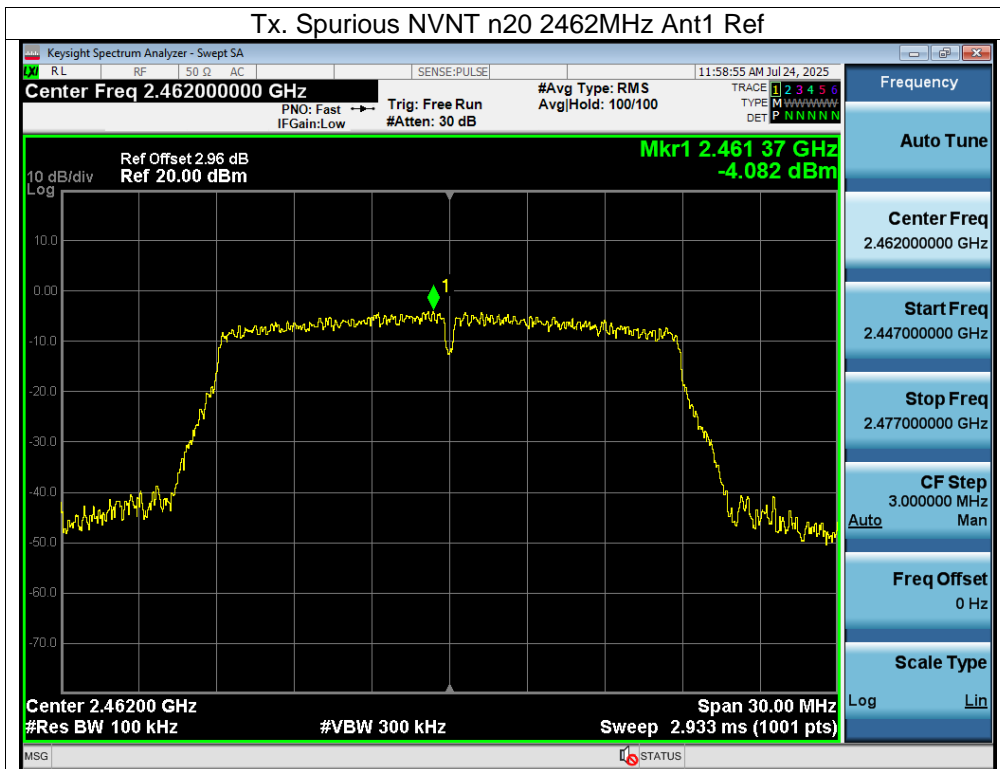 Tx. Spurious NVNT n20 2462MHz Ant1 Ref
Keysight Spectrum Analyzer - Swept SA
LXI RL RF 50 Ω AC SENSE:PULSE 11:58:55 AM Jul 24, 2025
Center Freq 2.462000000 GHz #Avg Type: RMS TRACE 1 2 3 4 5 6
PNO: Fast Trig: Free Run Avg|Hold: 100/100 TYPE M WWWWW
IFGain:Low #Atten: 30 dB DET P N N N N N
Mkr1 2.461 37 GHz
-4.082 dBm
Ref Offset 2.96 dB
10 dB/div Ref 20.00 dBm
Log
10.0
0.00
-10.0
-20.0
-30.0
-40.0
-50.0
-60.0
-70.0
1
Center 2.46200 GHz Span 30.00 MHz
#Res BW 100 kHz #VBW 300 kHz Sweep 2.933 ms (1001 pts)
MSG STATUS
Frequency
Auto Tune
Center Freq
2.462000000 GHz
Start Freq
2.447000000 GHz
Stop Freq
2.477000000 GHz
CF Step
3.000000 MHz
Auto Man
Freq Offset
0 Hz
Scale Type
Log Lin